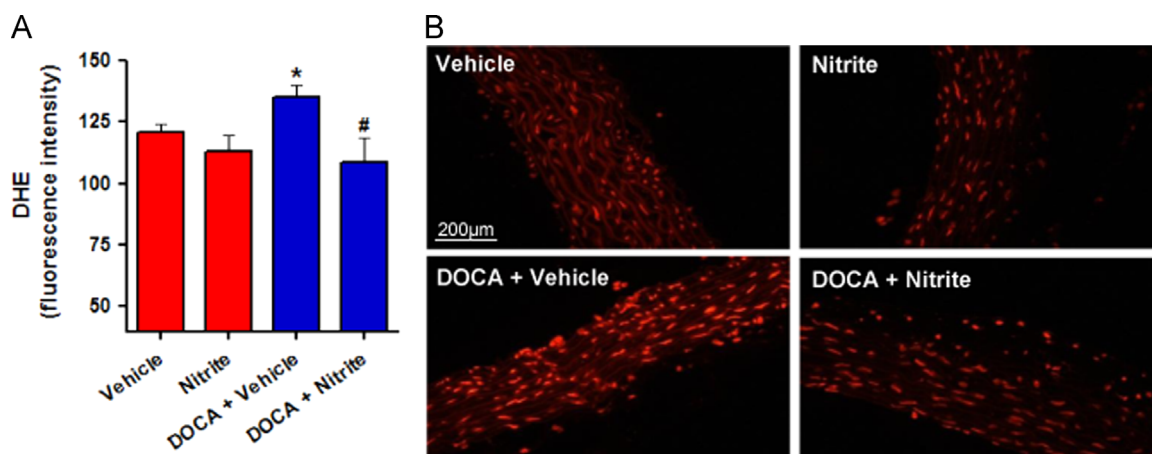 A
DHE
(fluorescence intensity)
150
125
100
75
50
*
#
Vehicle
Nitrite
DOCA + Vehicle
DOCA + Nitrite
B
Vehicle
200µm
Nitrite
DOCA + Vehicle
DOCA + Nitrite